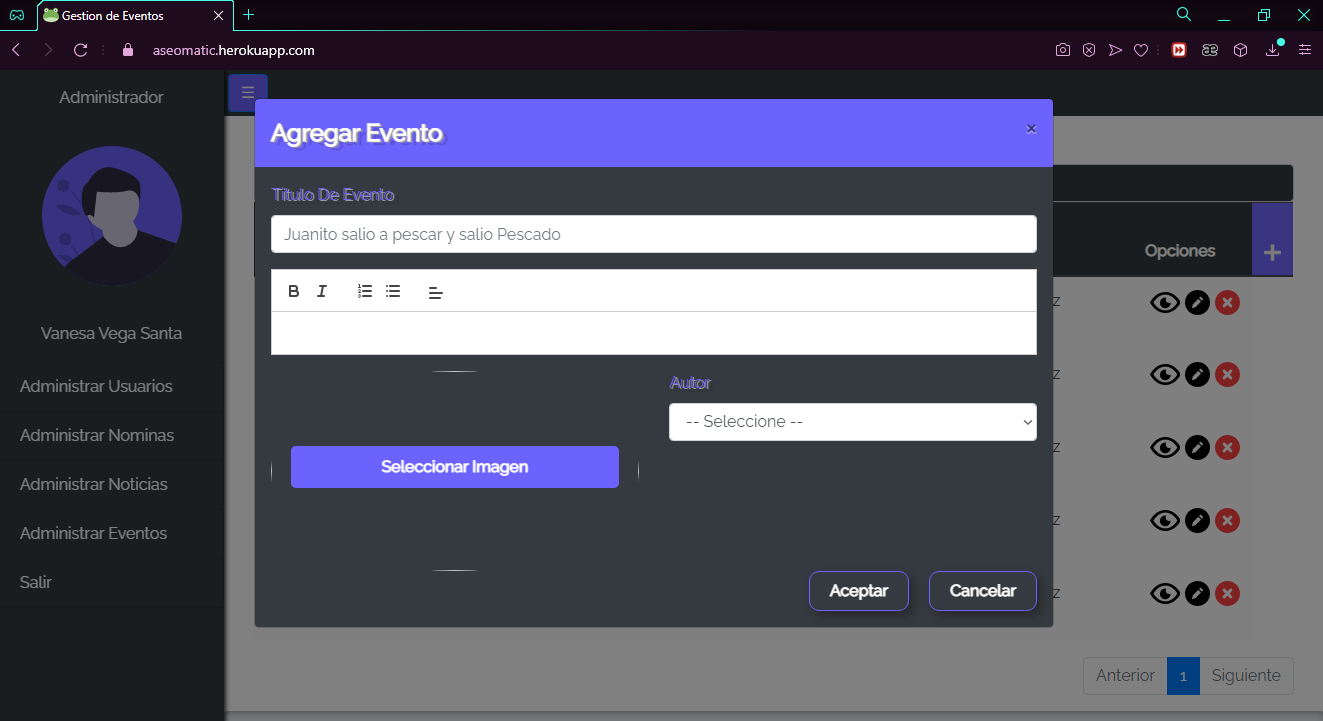 Gestion de Eventos
aseomatic.herokuapp.com
Administrador
Vanesa Vega Santa
Administrar Usuarios
Administrar Nominas
Administrar Noticias
Administrar Eventos
Salir
Agregar Evento
×
Titulo De Evento
Juanito salio a pescar y salio Pescado
B I
Autor
-- Seleccione --
Seleccionar Imagen
Aceptar Cancelar
Opciones +
z
z
z
z
z
Anterior 1 Siguiente